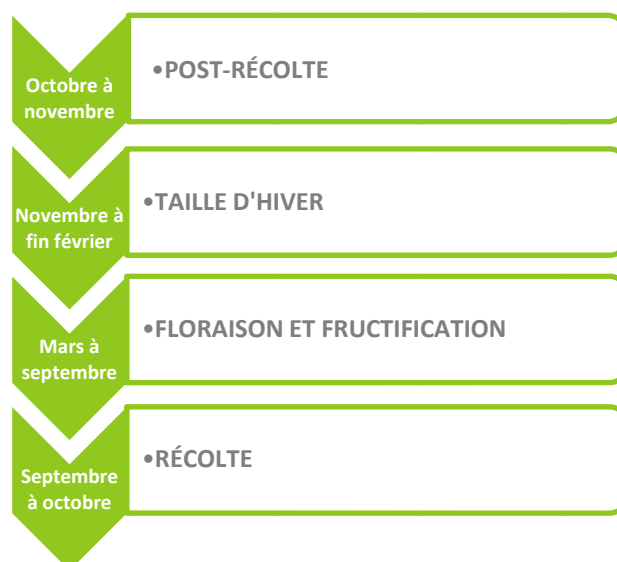 Octobre à
novembre
•POST-RÉCOLTE
Novembre à
fin février
•TAILLE D'HIVER
Mars à
septembre
•FLORAISON ET FRUCTIFICATION
Septembre
à octobre
•RÉCOLTE